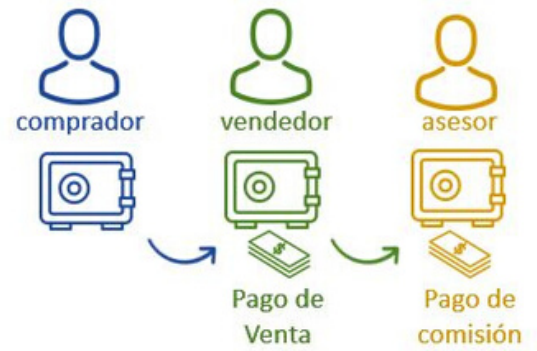 comprador
vendedor
asesor
Pago de
Venta
Pago de
comisión